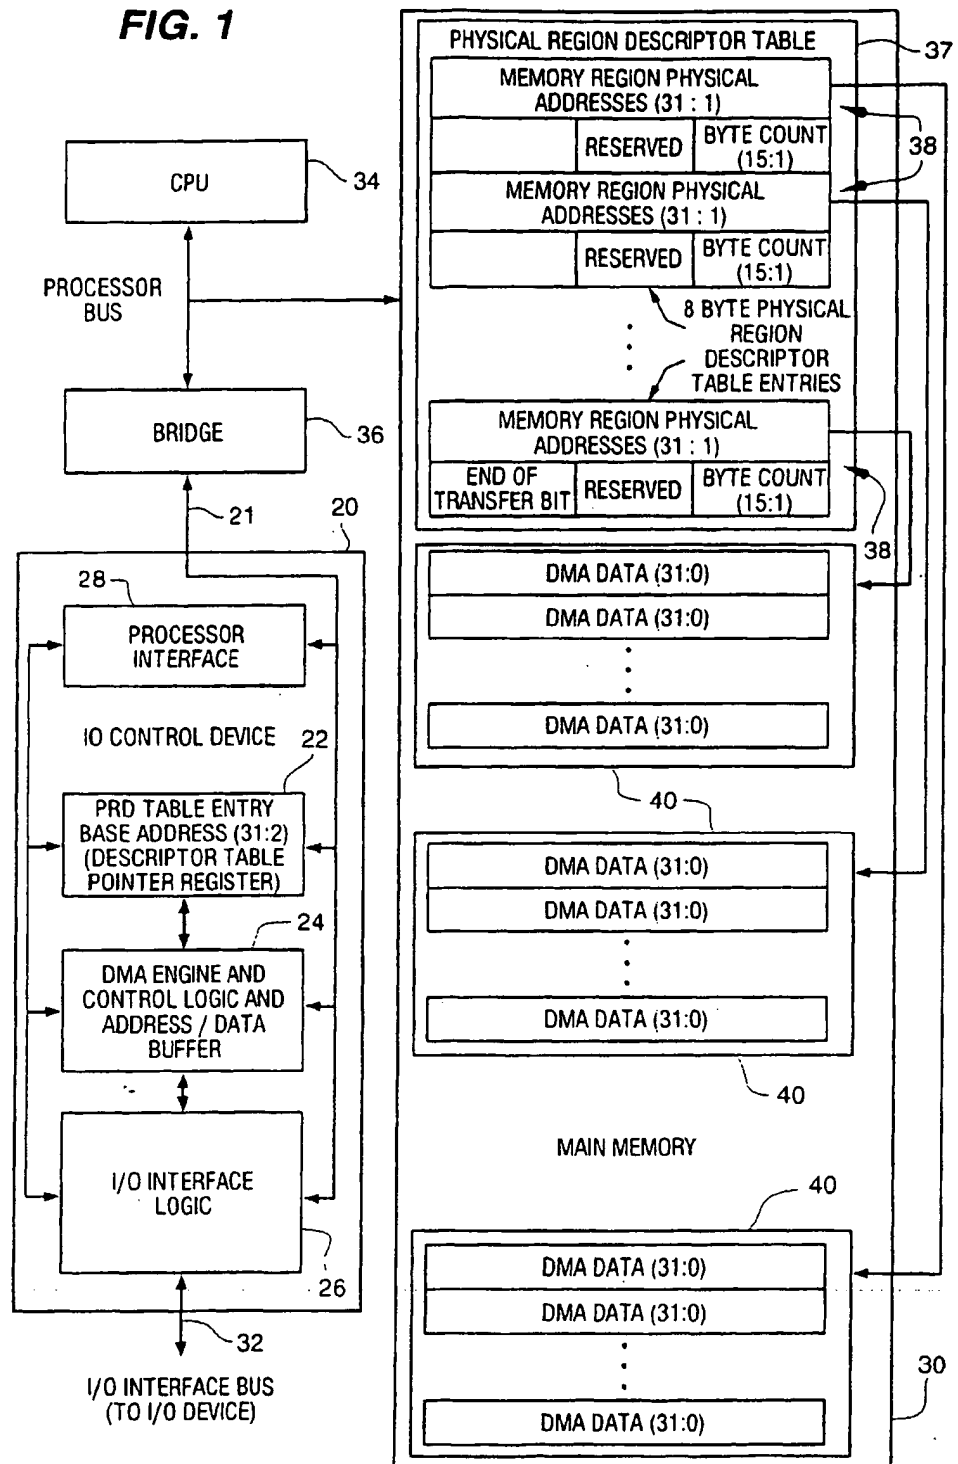 FIG. 1
CPU
34
PROCESSOR
BUS
BRIDGE
36
21
20
28
PROCESSOR
INTERFACE
IO CONTROL DEVICE
22
PRD TABLE ENTRY
BASE ADDRESS (31:2)
(DESCRIPTOR TABLE
POINTER REGISTER)
24
DMA ENGINE AND
CONTROL LOGIC AND
ADDRESS / DATA
BUFFER
I/O INTERFACE
LOGIC
26
32
I/O INTERFACE BUS
(TO I/O DEVICE)
PHYSICAL REGION DESCRIPTOR TABLE
37
MEMORY REGION PHYSICAL
ADDRESSES (31 : 1)
RESERVED
BYTE COUNT
(15:1)
38
MEMORY REGION PHYSICAL
ADDRESSES (31 : 1)
RESERVED
BYTE COUNT
(15:1)
8 BYTE PHYSICAL
REGION
DESCRIPTOR
TABLE ENTRIES
MEMORY REGION PHYSICAL
ADDRESSES (31 : 1)
END OF
TRANSFER BIT
RESERVED
BYTE COUNT
(15:1)
38
DMA DATA (31:0)
DMA DATA (31:0)
DMA DATA (31:0)
40
DMA DATA (31:0)
DMA DATA (31:0)
DMA DATA (31:0)
40
MAIN MEMORY
40
DMA DATA (31:0)
DMA DATA (31:0)
DMA DATA (31:0)
30